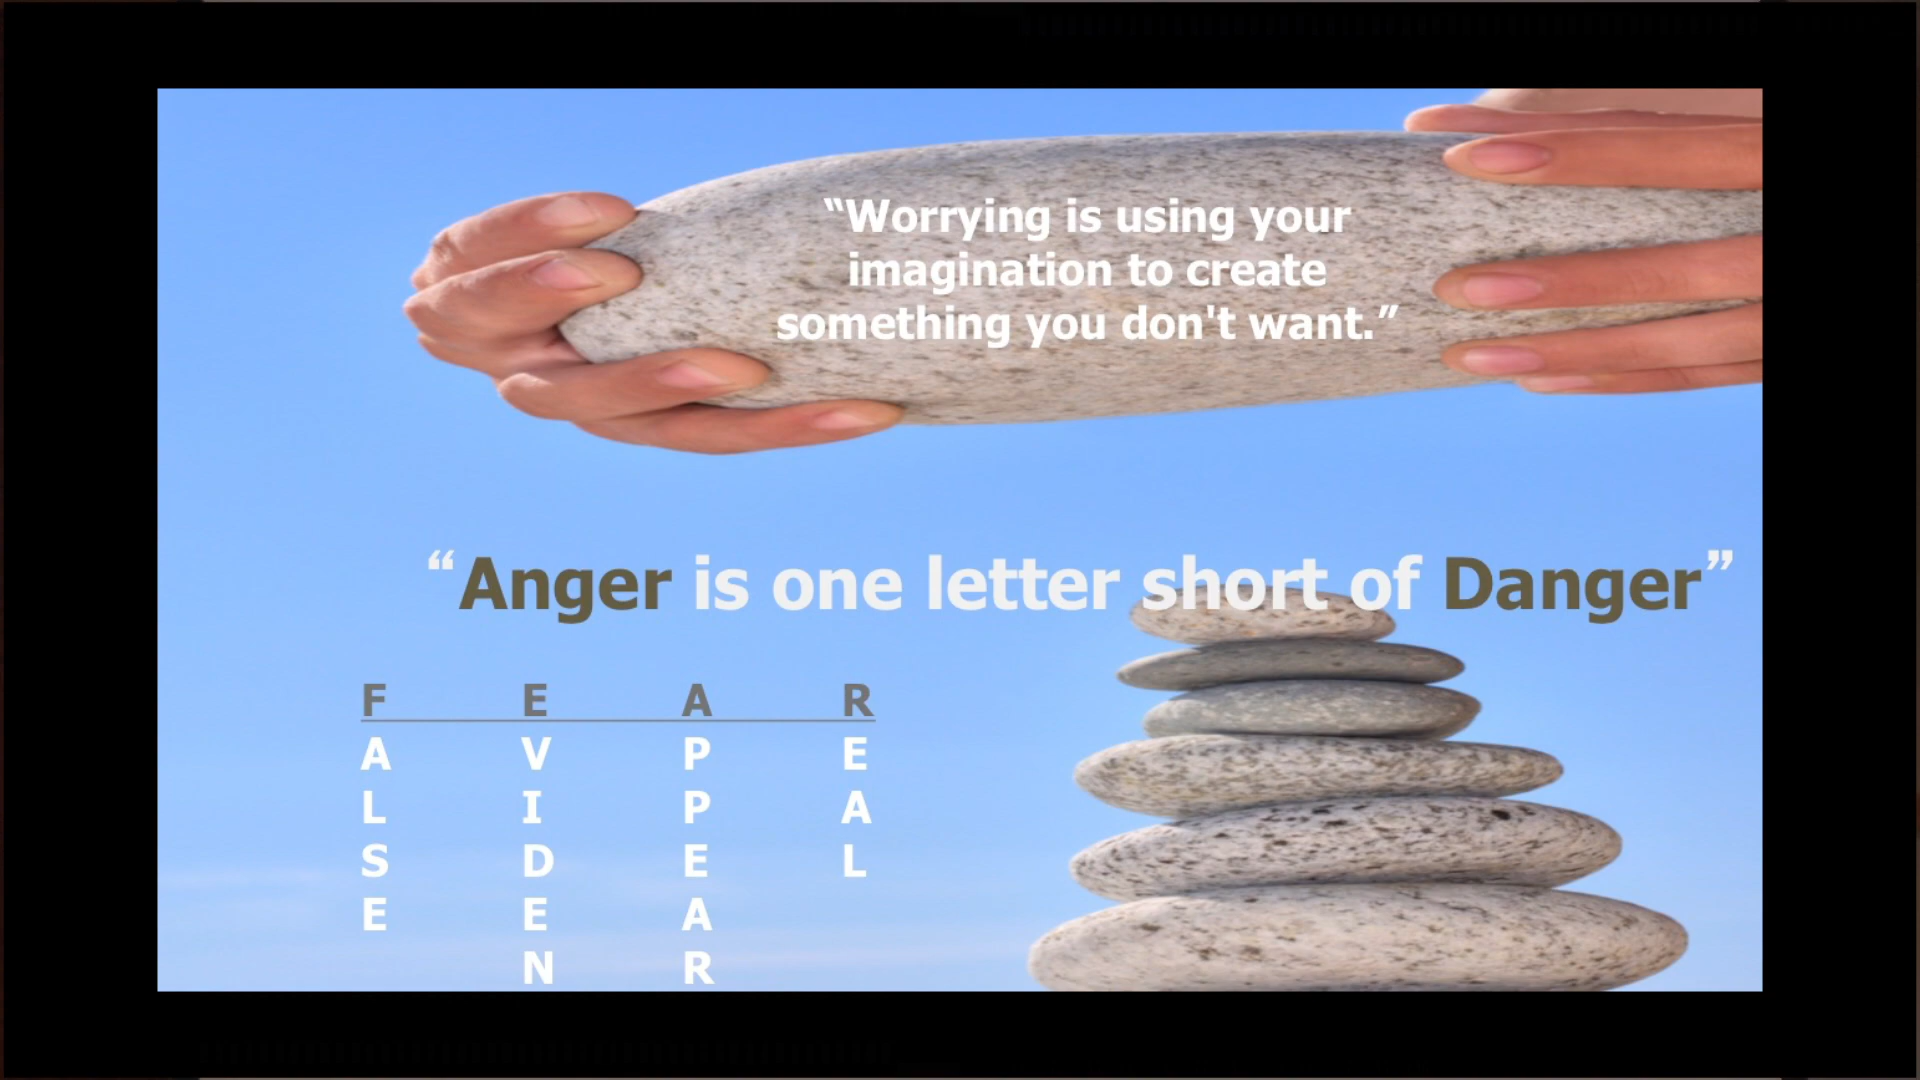 “Worrying is using your
imagination to create
something you don't want.”
“Anger is one letter short of Danger”
F E A R
A V P E
L I P A
S D E L
E E A
N R